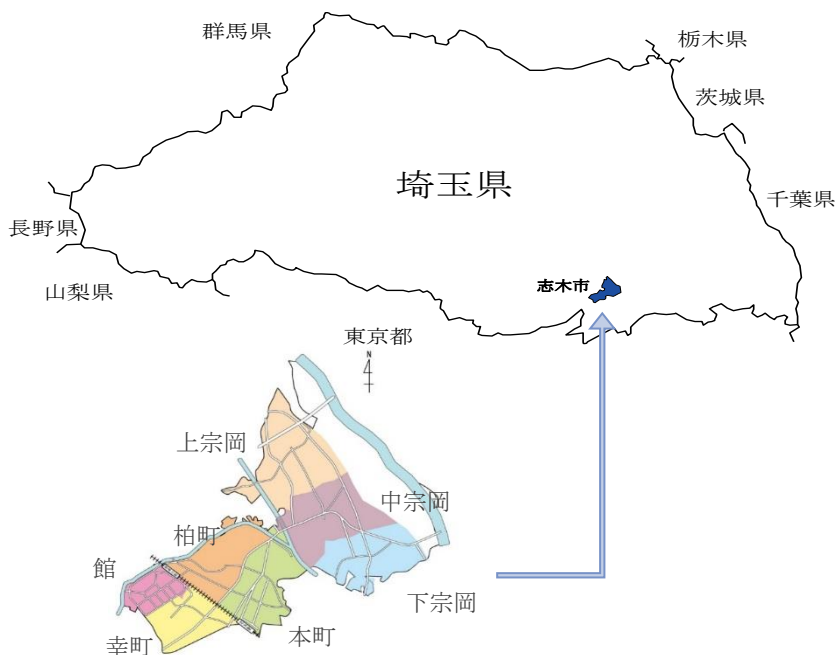 群馬県
栃木県
茨城県
埼玉県
千葉県
長野県
山梨県
志木市
東京都
N
上宗岡
中宗岡
柏町
館
下宗岡
幸町
本町